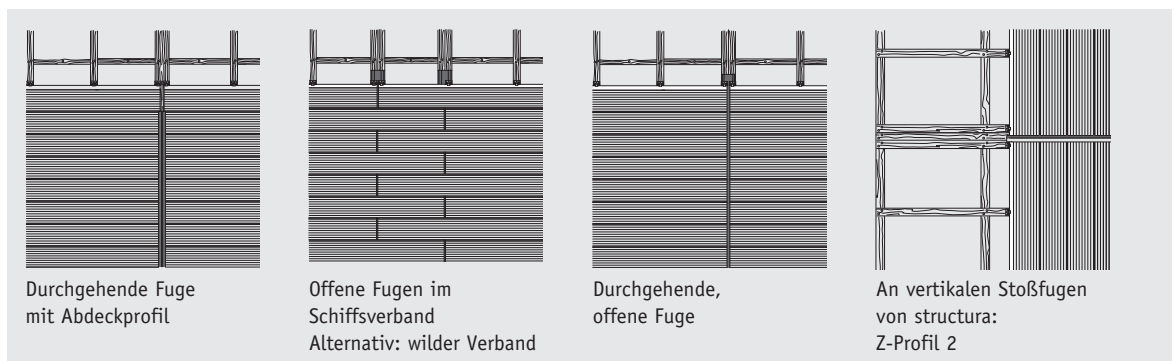 Durchgehende Fuge
mit Abdeckprofil
Offene Fugen im
Schiffsverband
Alternativ: wilder Verband
Durchgehende,
offene Fuge
An vertikalen Stoßfugen
von structura:
Z-Profil 2